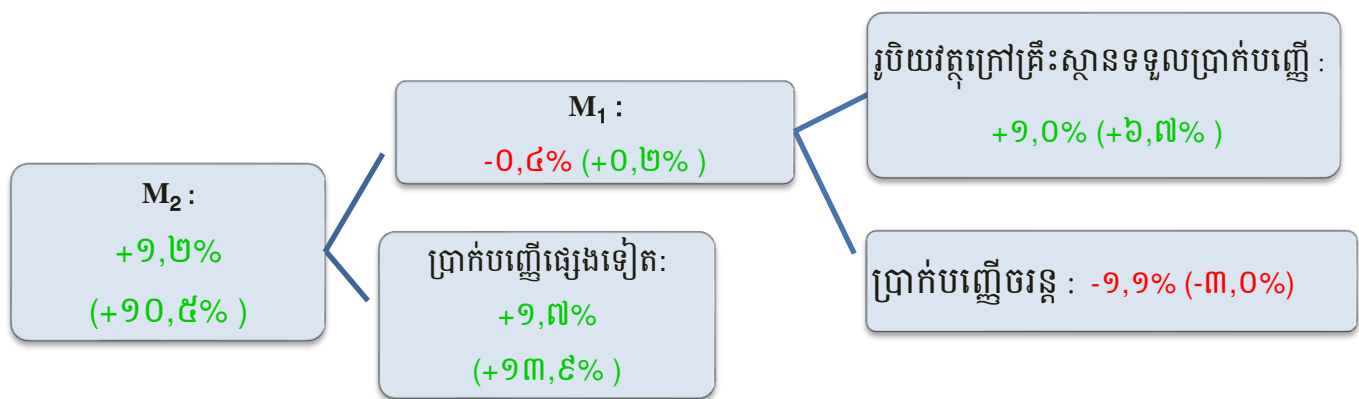 M₂ :
+១,២%
(+១០,៥% )
M₁ :
-០,៤% (+០,២% )
ប្រាក់បញ្ញើផ្សេងទៀត:
+១,៧%
(+១៣,៩% )
រូបិយវត្ថុក្រៅគ្រឹះស្ថានទទួលប្រាក់បញ្ញើ :
+១,០% (+៦,៧% )
ប្រាក់បញ្ញើចរន្ត : -១,១% (-៣,០%)